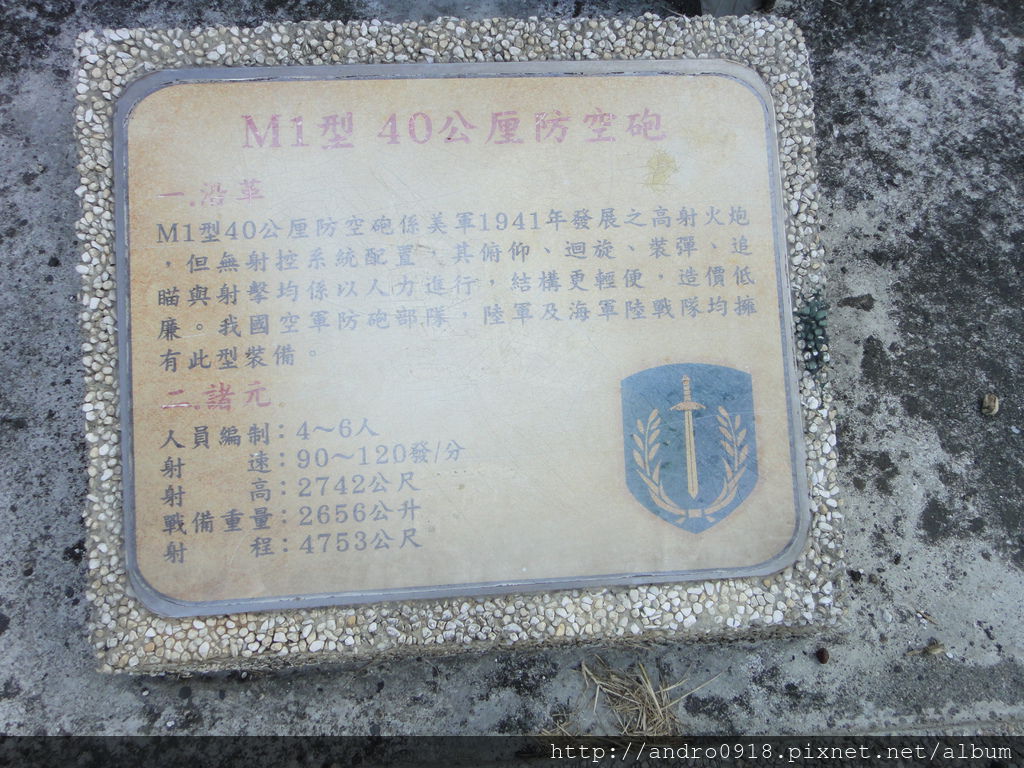 M1型 40公厘防空砲
一.沿革
M1型40公厘防空砲係美軍1941年發展之高射火炮
，但無射控系統配置，其俯仰、迴旋、裝彈、追
瞄與射擊均係以人力進行，結構更輕便，造價低
廉。我國空軍防砲部隊，陸軍及海軍陸戰隊均擁
有此型裝備。
二.諸元
人員編制：4～6人
射　　速：90～120發/分
射　　高：2742公尺
戰備重量：2656公升
射　　程：4753公尺
http://andro0918.pixnet.net/album